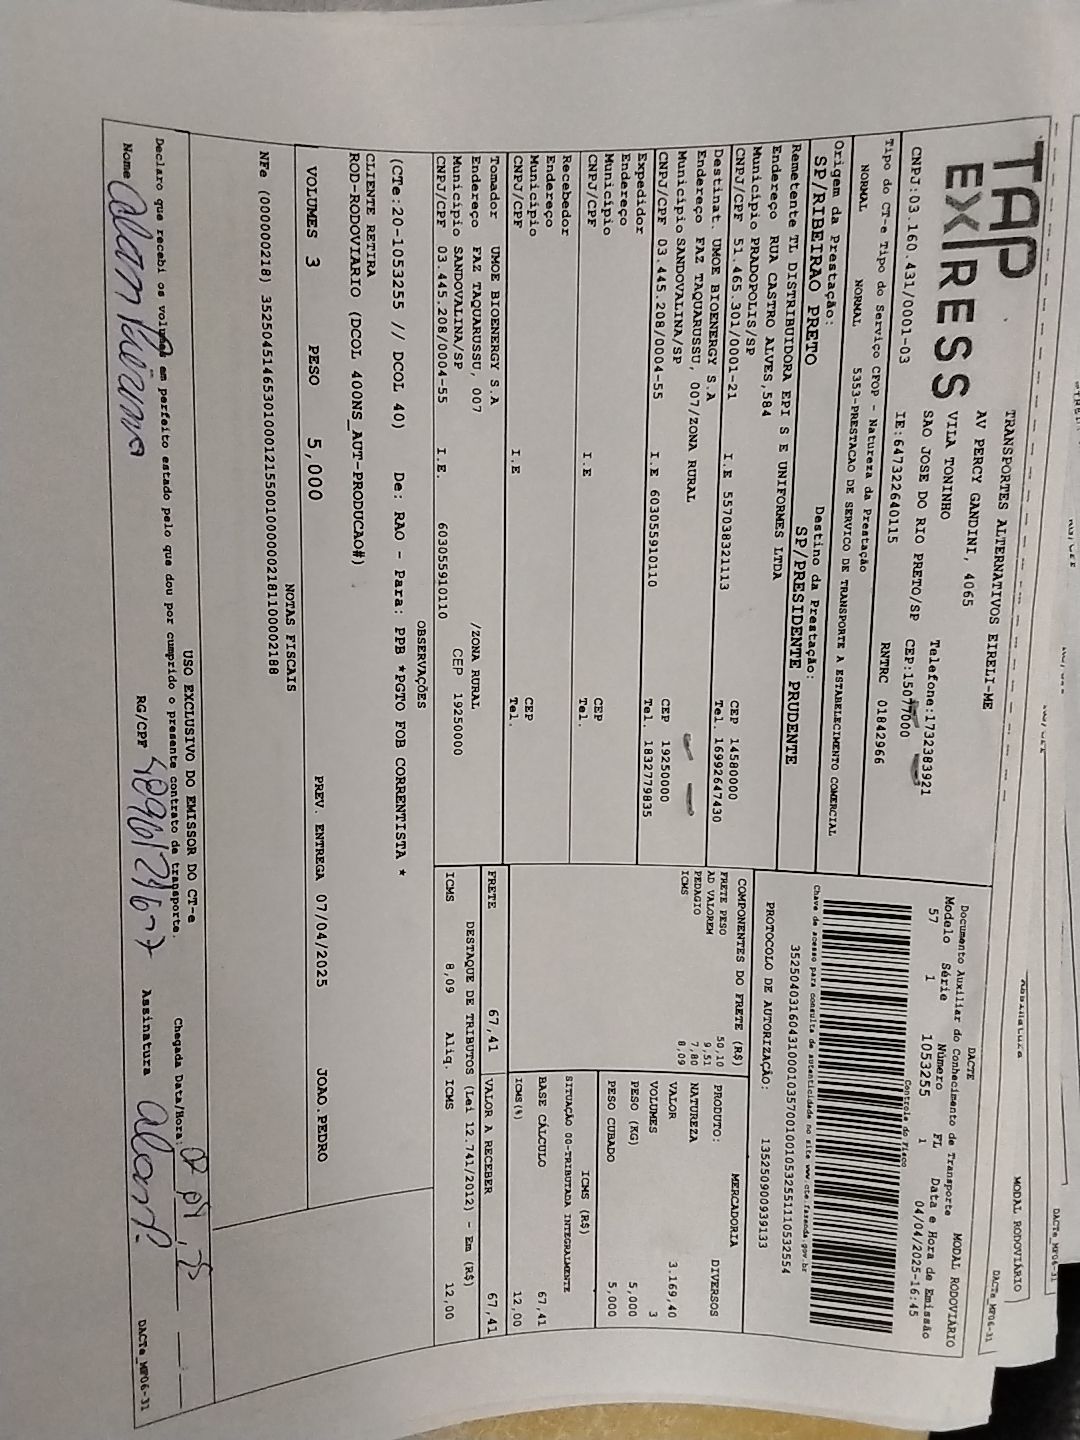 TAP
EXPRESS
TRANSPORTES ALTERNATIVOS EIRELI-ME
AV PERCY GANDINI, 4065
VILA TONINHO
SAO JOSE DO RIO PRETO/SP
Telefone:1732383921
CEP:15077000
CNPJ:03.160.431/0001-03
IE:647322640115
RNTRC 01842966
Tipo do CT-e Tipo do Serviço CFOP - Natureza da Prestação
NORMAL NORMAL 5353-PRESTACAO DE SERVICO DE TRANSPORTE A ESTABELECIMENTO COMERCIAL
Origem da Prestação: Destino da Prestação:
SP/RIBEIRAO PRETO SP/PRESIDENTE PRUDENTE
Remetente TL DISTRIBUIDORA EPI S E UNIFORMES LTDA
Endereço RUA CASTRO ALVES,584
Município PRADOPOLIS/SP CEP 14580000
CNPJ/CPF 51.465.301/0001-21 I.E 557038321113 Tel. 16992647430
Destinat. UMOE BIOENERGY S.A
Endereço FAZ TAQUARUSSU, 007/ZONA RURAL
Município SANDOVALINA/SP CEP 19250000
CNPJ/CPF 03.445.208/0004-55 I.E 603055910110 Tel. 1832779835
Expedidor
Endereço
Município CEP
CNPJ/CPF I.E Tel.
Recebedor
Endereço
Município CEP
CNPJ/CPF I.E Tel.
Tomador UMOE BIOENERGY S.A
Endereço FAZ TAQUARUSSU, 007 /ZONA RURAL
Município SANDOVALINA/SP CEP 19250000
CNPJ/CPF 03.445.208/0004-55 I.E. 603055910110
DACTE
Documento Auxiliar do Conhecimento de Transporte MODAL RODOVIÁRIO
Modelo Série Número FL Data e Hora de Emissão
57 1 1053255 1 04/04/2025-16:45
Controle do Fisco
Chave de acesso para consulta de autenticidade no site www.cte.fazenda.gov.br
35250403160431000103570010010532551110532554
PROTOCOLO DE AUTORIZAÇÃO: 135250900939133
COMPONENTES DO FRETE (R$)
FRETE PESO 50,10
AD VALOREM 9,51
PEDAGIO 7,80
ICMS 8,09
MERCADORIA
PRODUTO: DIVERSOS
NATUREZA
VALOR 3.169,40
VOLUMES 3
PESO (KG) 5,000
PESO CUBADO 5,000
ICMS (R$)
SITUAÇÃO 00-TRIBUTADA INTEGRALMENTE
BASE CÁLCULO 67,41
ICMS(%) 12,00
FRETE 67,41 VALOR A RECEBER 67,41
DESTAQUE DE TRIBUTOS (Lei 12.741/2012) - Em (R$)
ICMS 8,09 Aliq. ICMS 12,00
OBSERVAÇÕES
(CTe:20-1053255 // DCOL 40) De: RAO - Para: PPB *PGTO FOB CORRENTISTA *
CLIENTE RETIRA
ROD-RODOVIARIO (DCOL 400NS_AUT-PRODUCAO#)
VOLUMES 3 PESO 5,000 PREV. ENTREGA 07/04/2025 JOAO.PEDRO
NOTAS FISCAIS
NFe (000000218) 35250451465301000121550010000002181100002188
USO EXCLUSIVO DO EMISSOR DO CT-e
Declaro que recebi os volumes em perfeito estado pelo que dou por cumprido o presente contrato de transporte.
Chegada Data/Hora:
Nome RG/CPF Assinatura
DACTe_MP06-31
MODAL RODOVIÁRIO
DACTe_MP06-31